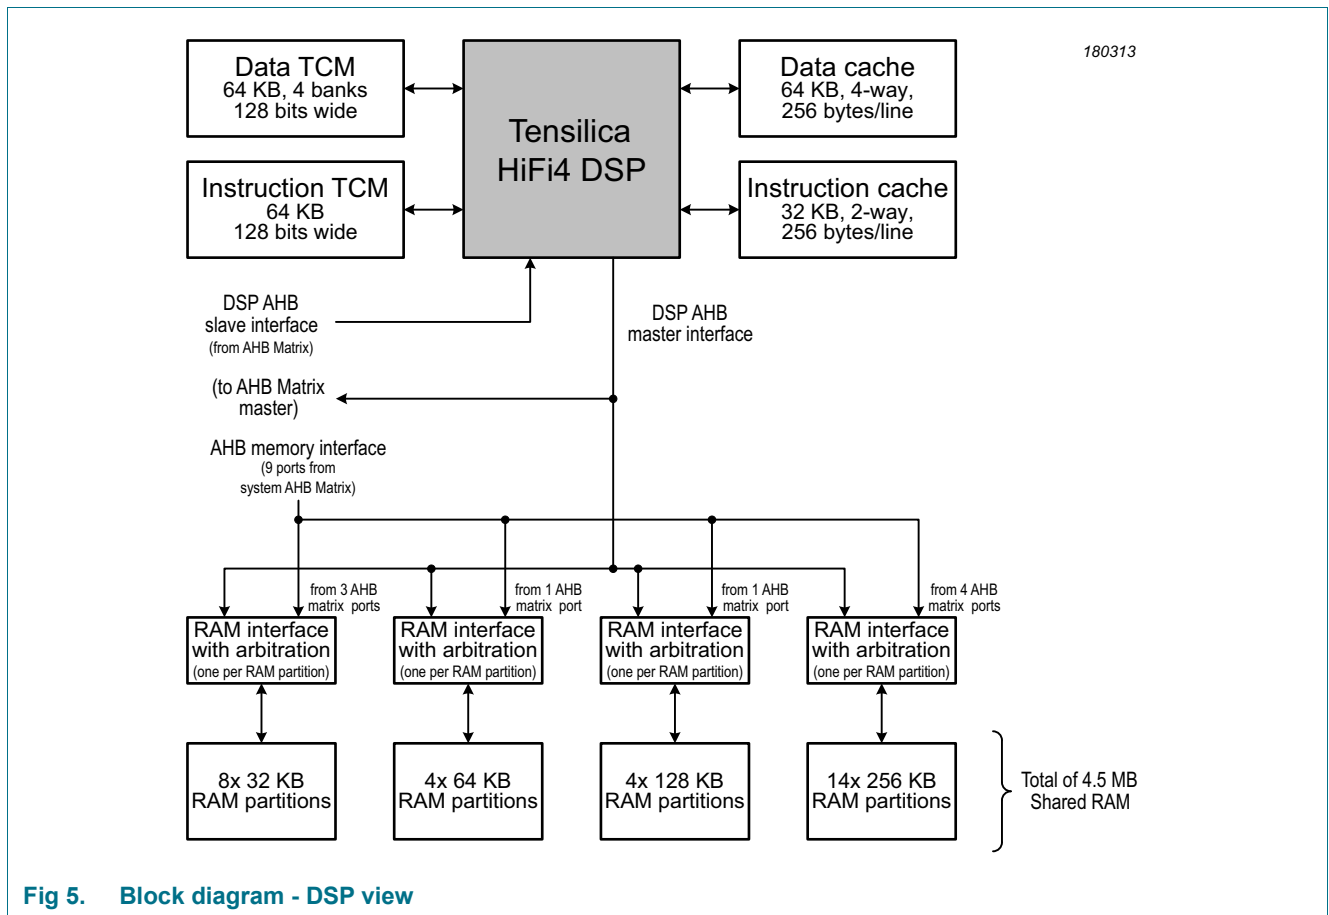 180313
Data TCM
64 KB, 4 banks
128 bits wide
Tensilica
HiFi4 DSP
Data cache
64 KB, 4-way,
256 bytes/line
Instruction TCM
64 KB
128 bits wide
Instruction cache
32 KB, 2-way,
256 bytes/line
DSP AHB
slave interface
(from AHB Matrix)
DSP AHB
master interface
(to AHB Matrix
master)
AHB memory interface
(9 ports from
system AHB Matrix)
from 3 AHB
matrix ports
from 1 AHB
matrix port
from 1 AHB
matrix port
from 4 AHB
matrix ports
RAM interface
with arbitration
(one per RAM partition)
RAM interface
with arbitration
(one per RAM partition)
RAM interface
with arbitration
(one per RAM partition)
RAM interface
with arbitration
(one per RAM partition)
8x 32 KB
RAM partitions
4x 64 KB
RAM partitions
4x 128 KB
RAM partitions
14x 256 KB
RAM partitions
Total of 4.5 MB
Shared RAM
Fig 5. Block diagram - DSP view